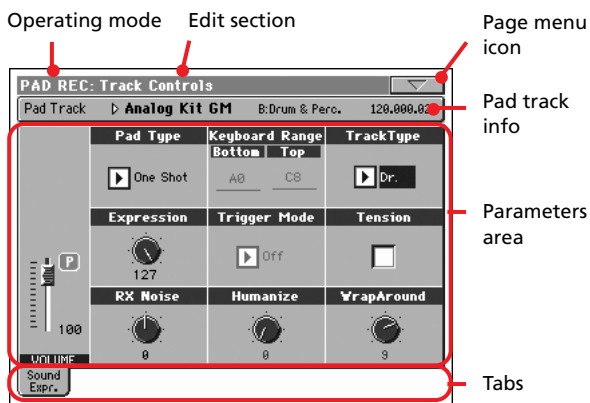 Operating mode Edit section Page menu icon
PAD REC: Track Controls
Pad Track Analog Kit GM B:Drum & Perc. 120.000.02
Pad track info
Pad Type Keyboard Range TrackType
Bottom Top
One Shot A0 C8 Dr.
Parameters area
Expression Trigger Mode Tension
P
127 Off
RX Noise Humanize WrapAround
100
0 0 9
VOLUME
Sound Expr.
Tabs